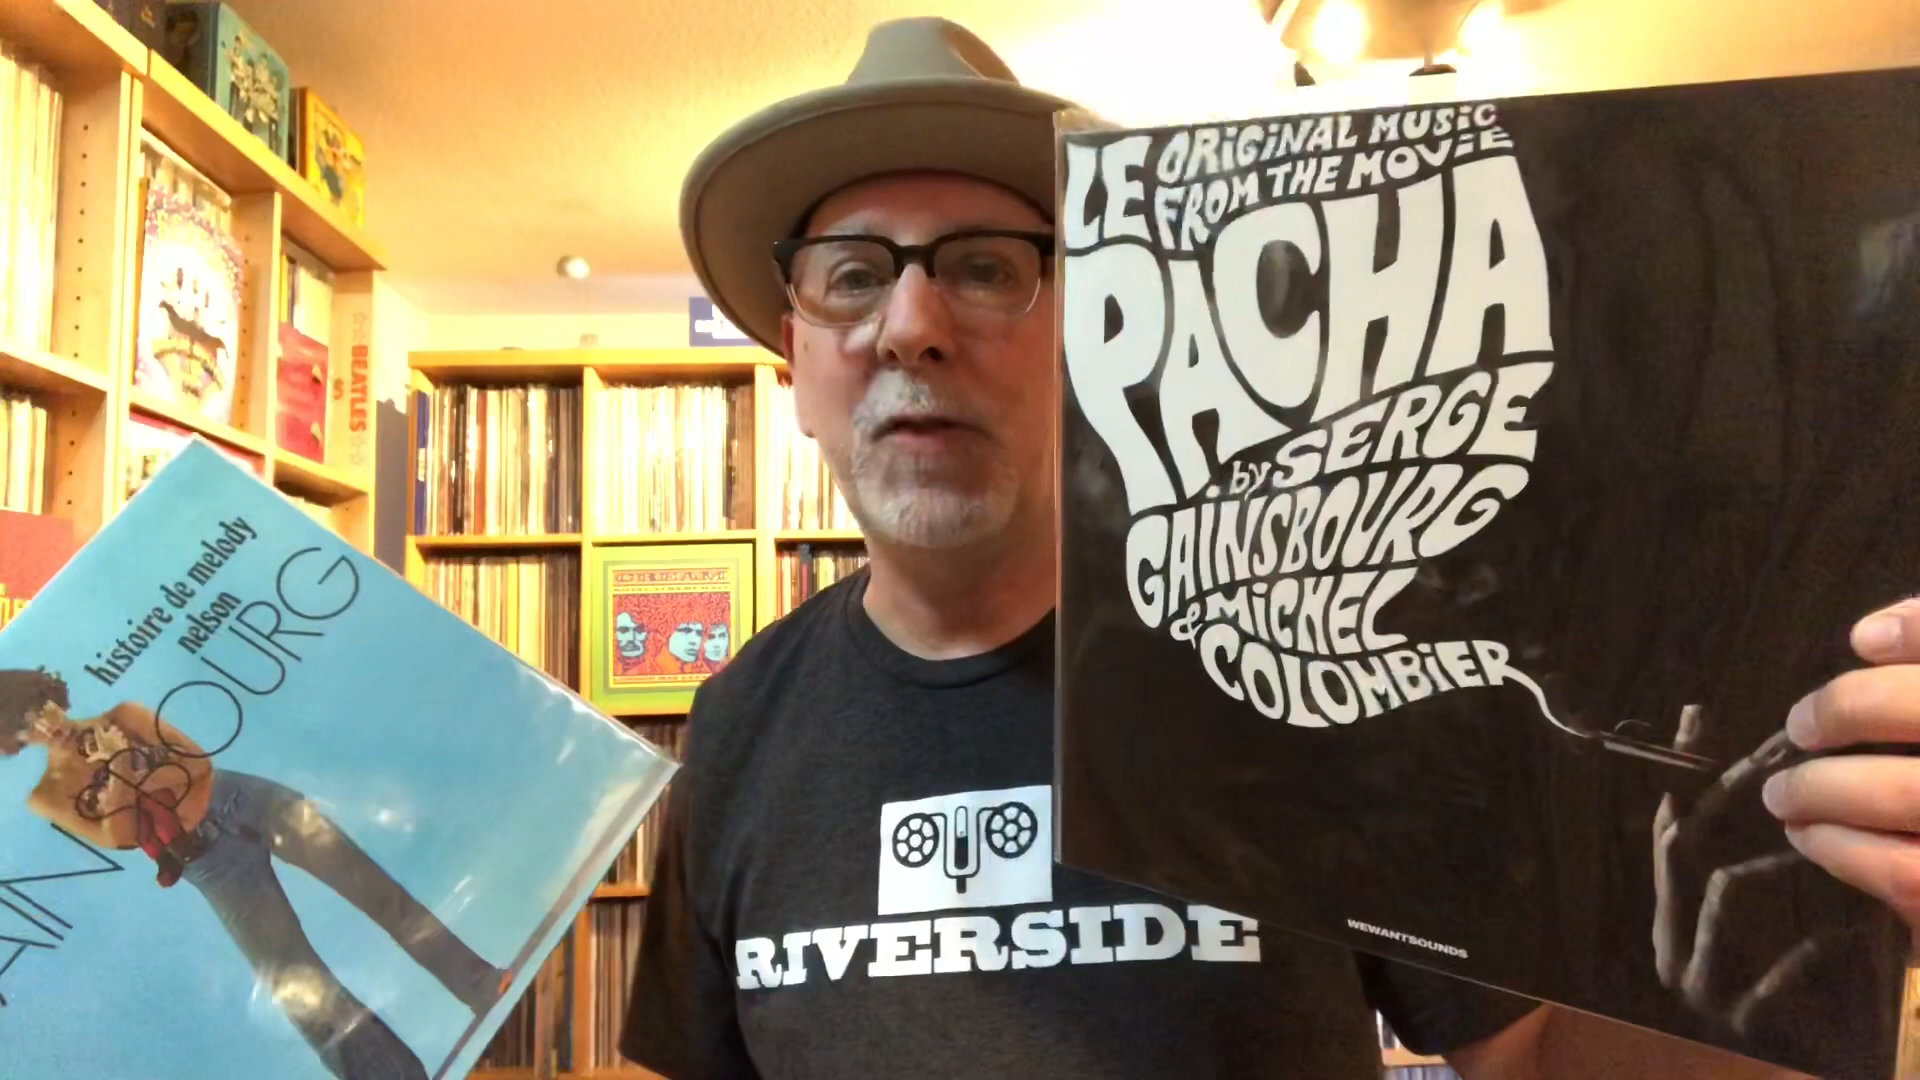 LE ORIGINAL MUSIC
FROM THE MOVIE
PACHA
by SERGE
GAINSBOURG
& MICHEL
COLOMBIER
WEWANTSOUNDS
histoire de melody
nelson
OURG
AIN
BEATLES
CREAM
RIVERSIDE